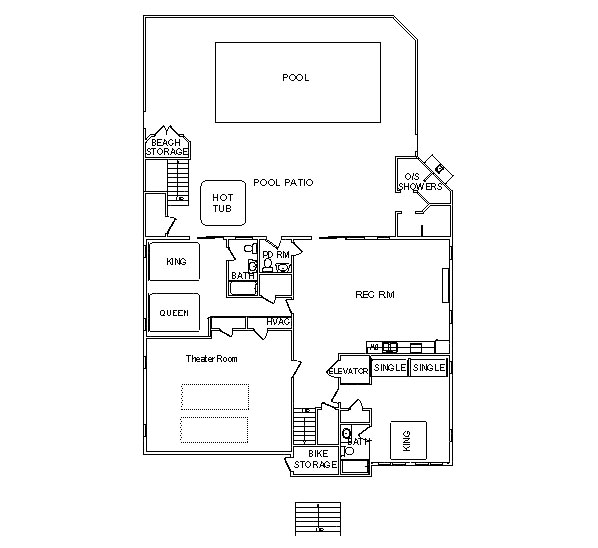 POOL
BEACH
STORAGE
POOL PATIO
O/S
SHOWERS
HOT
TUB
KING
PD RM
BATH
REC RM
QUEEN
HVAC
Theater Room
ELEVATOR
SINGLE
SINGLE
KING
BATH
BIKE
STORAGE